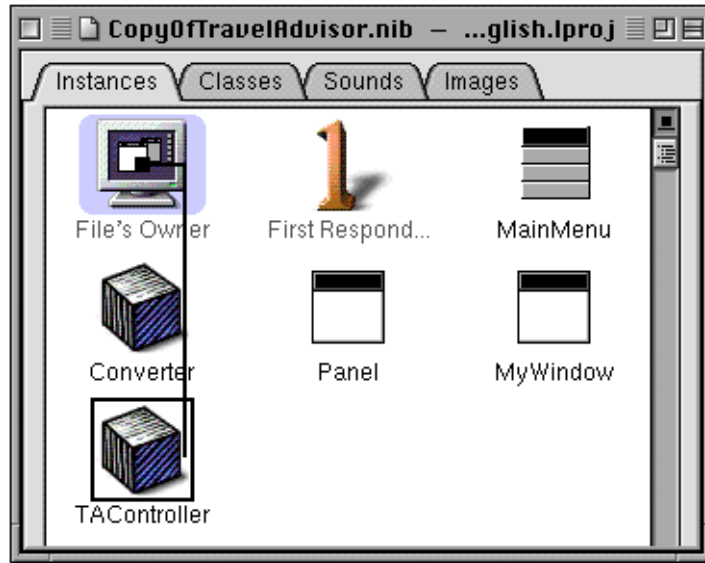 CopyOfTravelAdvisor.nib — ...glish.lproj
Instances Classes Sounds Images
File's Owner First Respond... MainMenu
Converter Panel MyWindow
TAController